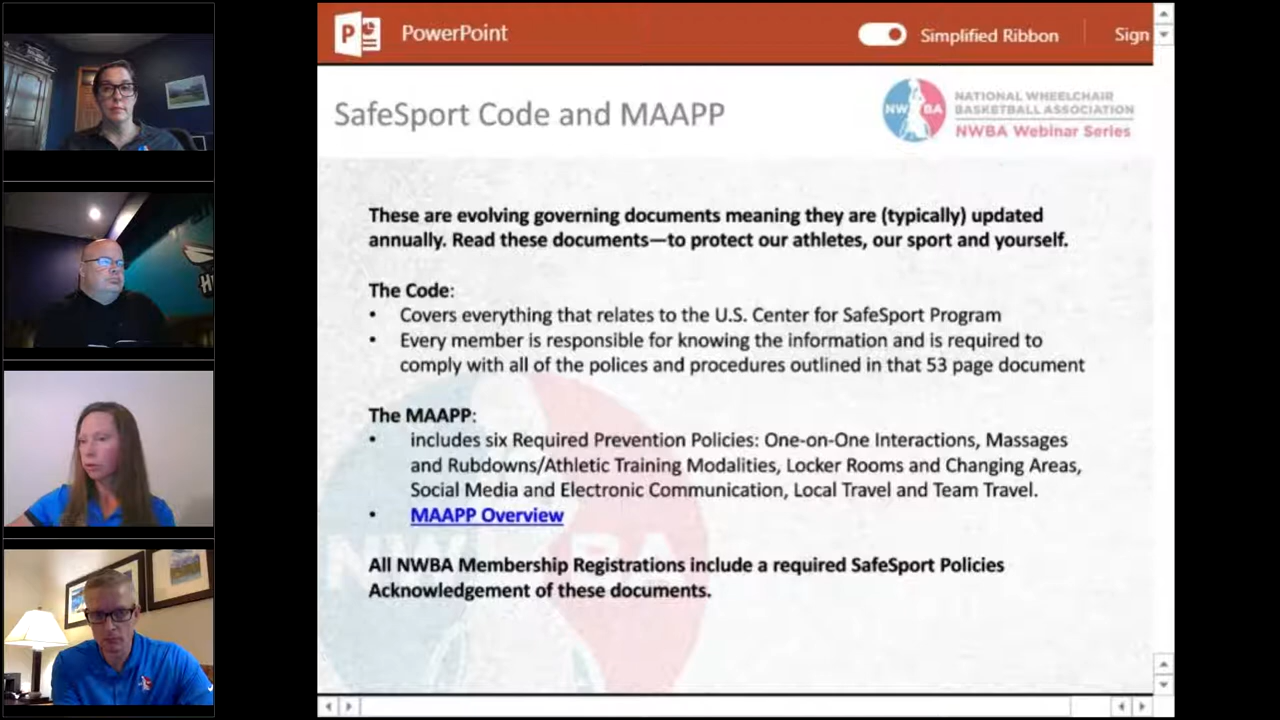 PowerPoint
Simplified Ribbon
Sign
SafeSport Code and MAAPP
NWBA
NATIONAL WHEELCHAIR
BASKETBALL ASSOCIATION
NWBA Webinar Series
These are evolving governing documents meaning they are (typically) updated
annually. Read these documents—to protect our athletes, our sport and yourself.
The Code:
• Covers everything that relates to the U.S. Center for SafeSport Program
• Every member is responsible for knowing the information and is required to
comply with all of the polices and procedures outlined in that 53 page document
The MAAPP:
• includes six Required Prevention Policies: One-on-One Interactions, Massages
and Rubdowns/Athletic Training Modalities, Locker Rooms and Changing Areas,
Social Media and Electronic Communication, Local Travel and Team Travel.
• MAAPP Overview
All NWBA Membership Registrations include a required SafeSport Policies
Acknowledgement of these documents.